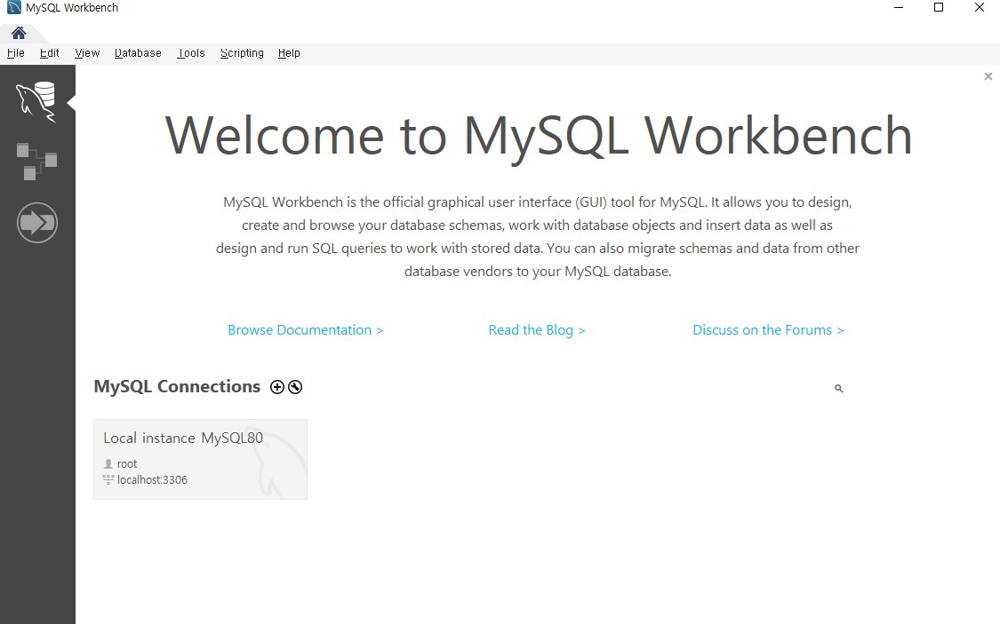 MySQL Workbench
File Edit View Database Tools Scripting Help
Welcome to MySQL Workbench
MySQL Workbench is the official graphical user interface (GUI) tool for MySQL. It allows you to design,
create and browse your database schemas, work with database objects and insert data as well as
design and run SQL queries to work with stored data. You can also migrate schemas and data from other
database vendors to your MySQL database.
Browse Documentation > Read the Blog > Discuss on the Forums >
MySQL Connections
Local instance MySQL80
root
localhost:3306